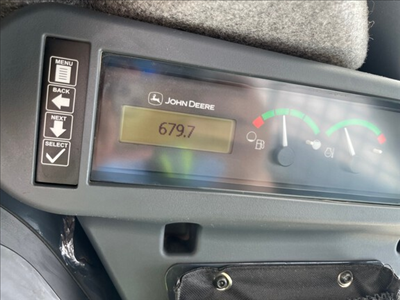 MENU
BACK
NEXT
SELECT
JOHN DEERE
679.7